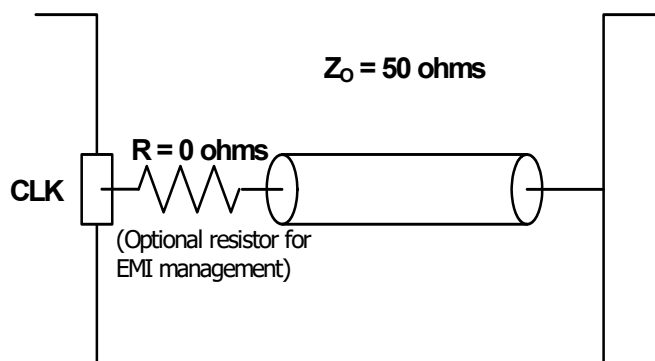 Zo = 50 ohms
R = 0 ohms
CLK
(Optional resistor for
EMI management)